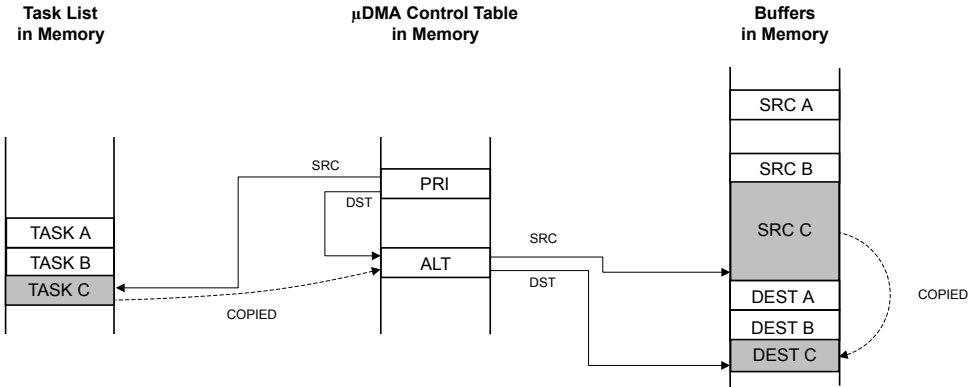 Task List
in Memory
µDMA Control Table
in Memory
Buffers
in Memory
SRC A
SRC B
SRC C
DEST A
DEST B
DEST C
SRC
PRI
DST
ALT
SRC
DST
TASK A
TASK B
TASK C
COPIED
COPIED